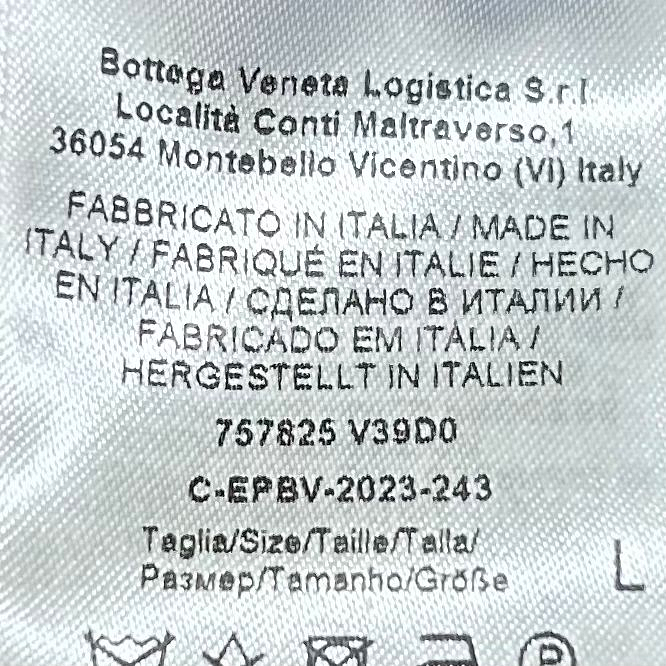 Bottega Veneta Logistica S.r.l.
Località Conti Maltraverso,1
36054 Montebello Vicentino (VI) Italy
FABBRICATO IN ITALIA / MADE IN
ITALY / FABRIQUÉ EN ITALIE / HECHO
EN ITALIA / СДЕЛАНО В ИТАЛИИ /
FABRICADO EM ITÁLIA /
HERGESTELLT IN ITALIEN
757825 V39D0
C-EPBV-2023-243
Taglia/Size/Taille/Talla/
Размер/Tamanho/Größe L
P